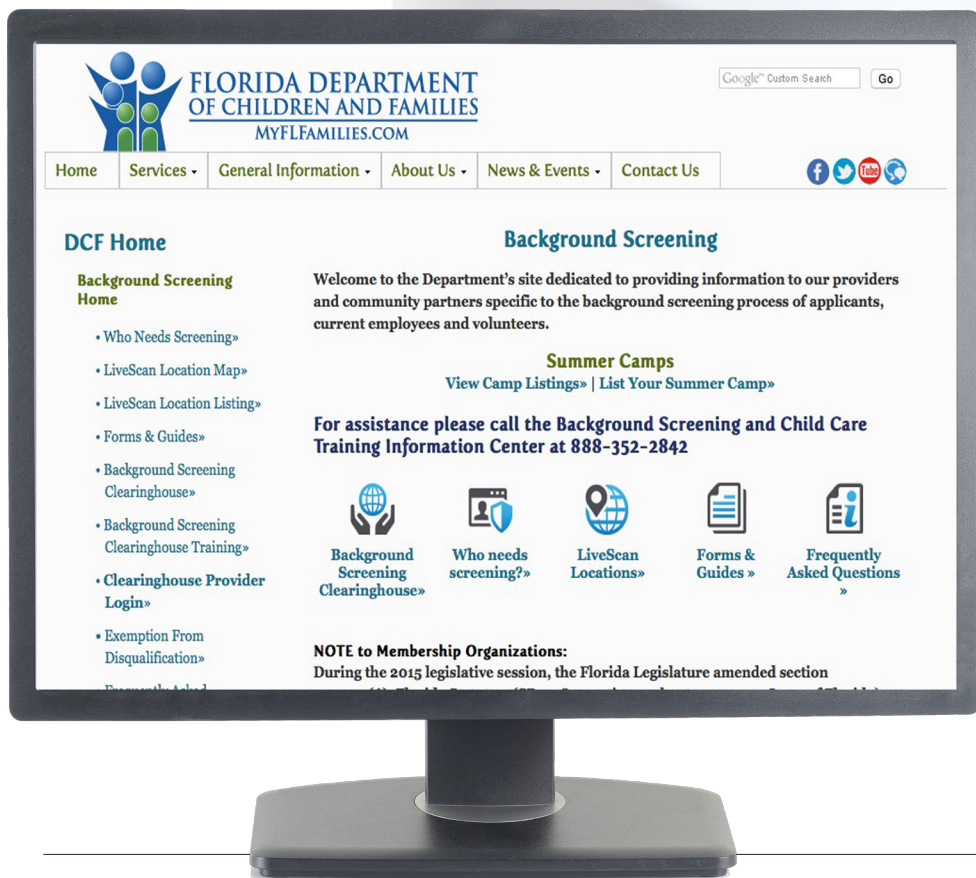 FLORIDA DEPARTMENT
OF CHILDREN AND FAMILIES
MYFLFAMILIES.COM
Google™ Custom Search
Go
Home
Services
General Information
About Us
News & Events
Contact Us
f
Tube
DCF Home
Background Screening
Home
• Who Needs Screening»
• LiveScan Location Map»
• LiveScan Location Listing»
• Forms & Guides»
• Background Screening
Clearinghouse»
• Background Screening
Clearinghouse Training»
• Clearinghouse Provider
Login»
• Exemption From
Disqualification»
Background Screening
Welcome to the Department's site dedicated to providing information to our providers
and community partners specific to the background screening process of applicants,
current employees and volunteers.
Summer Camps
View Camp Listings» | List Your Summer Camp»
For assistance please call the Background Screening and Child Care
Training Information Center at 888-352-2842
Background
Screening
Clearinghouse»
Who needs
screening?»
LiveScan
Locations»
Forms &
Guides »
Frequently
Asked Questions
»
NOTE to Membership Organizations:
During the 2015 legislative session, the Florida Legislature amended section